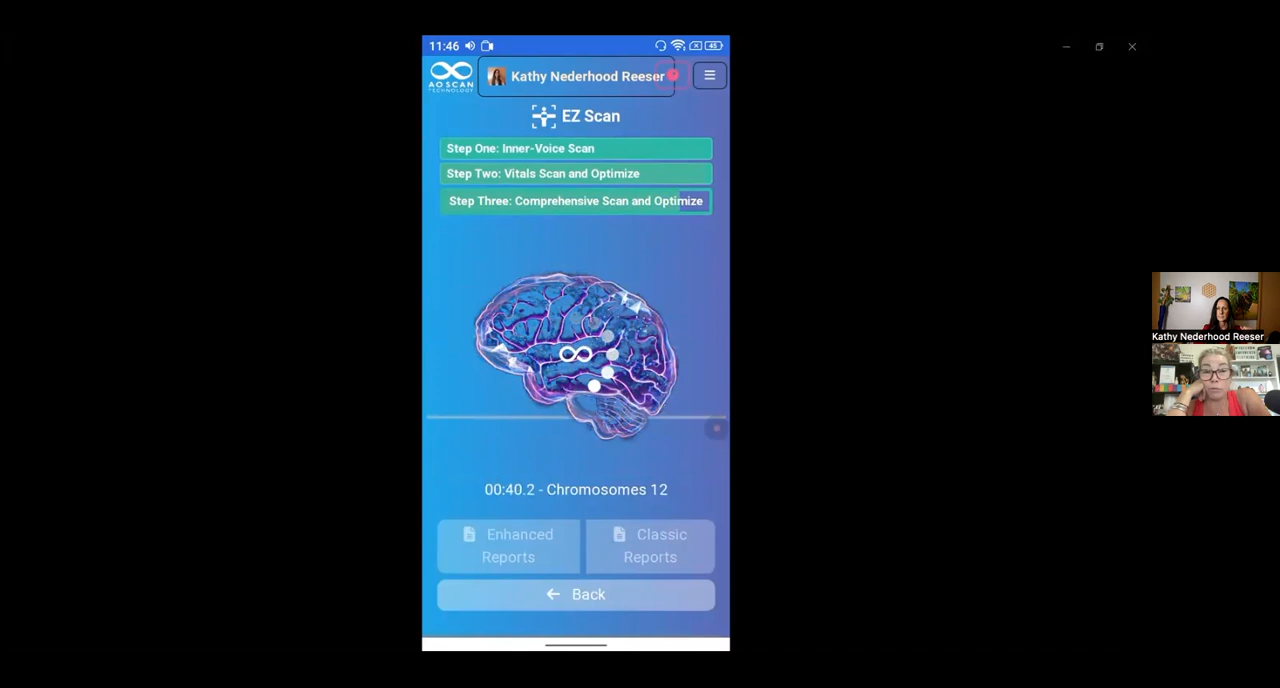 11:46
45
AO SCAN
TECHNOLOGY
Kathy Nederhood Reeser
EZ Scan
Step One: Inner-Voice Scan
Step Two: Vitals Scan and Optimize
Step Three: Comprehensive Scan and Optimize
00:40.2 - Chromosomes 12
Enhanced
Reports
Classic
Reports
Back
Kathy Nederhood Reeser